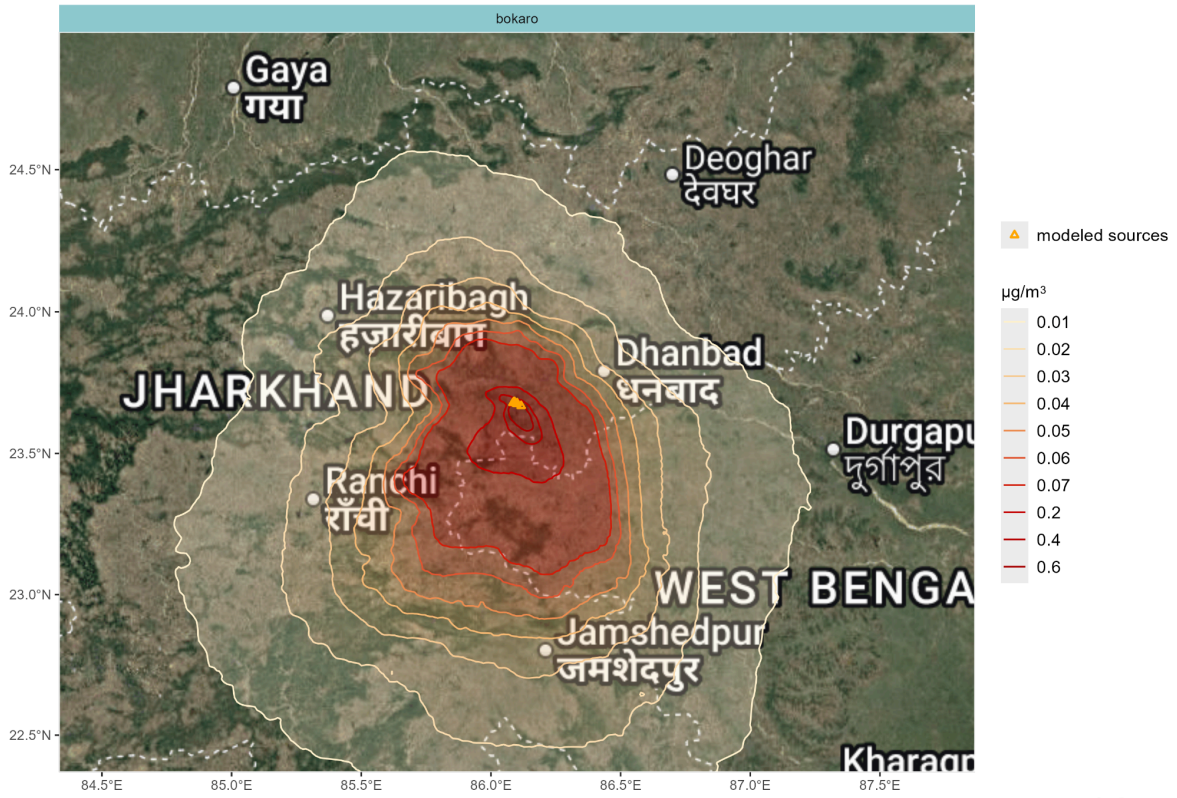 bokaro
Gaya
गया
Deoghar
देवघर
24.5°N
modeled sources
µg/m³
Hazaribagh
हजारीबाग
24.0°N
0.01
0.02
Dhanbad
धनबाद
0.03
JHARKHAND
0.04
0.05
Durgapu
দুর্গাপুর
23.5°N
0.06
0.07
Ranchi
राँची
0.2
0.4
0.6
23.0°N
WEST BENGA
Jamshedpur
जमशेदपुर
22.5°N
Kharagp
84.5°E 85.0°E 85.5°E 86.0°E 86.5°E 87.0°E 87.5°E